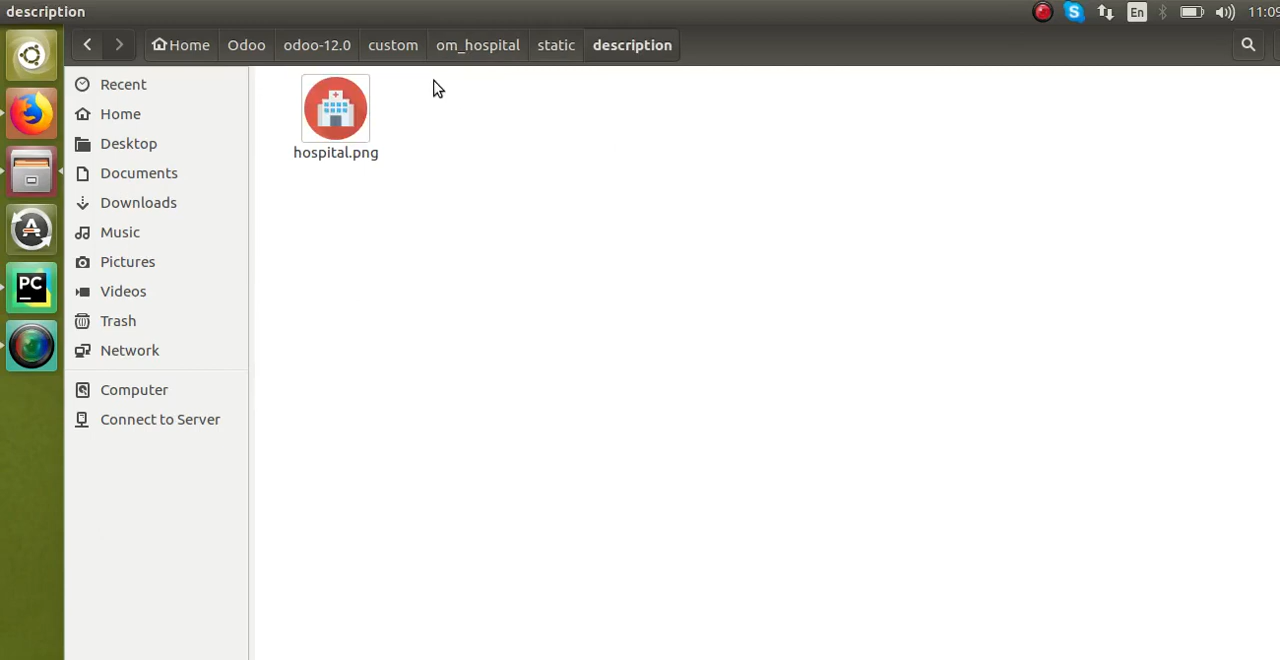 description
En
11:09
Home Odoo odoo-12.0 custom om_hospital static description
Recent
Home
Desktop
Documents
Downloads
Music
Pictures
Videos
Trash
Network
Computer
Connect to Server
hospital.png
PC